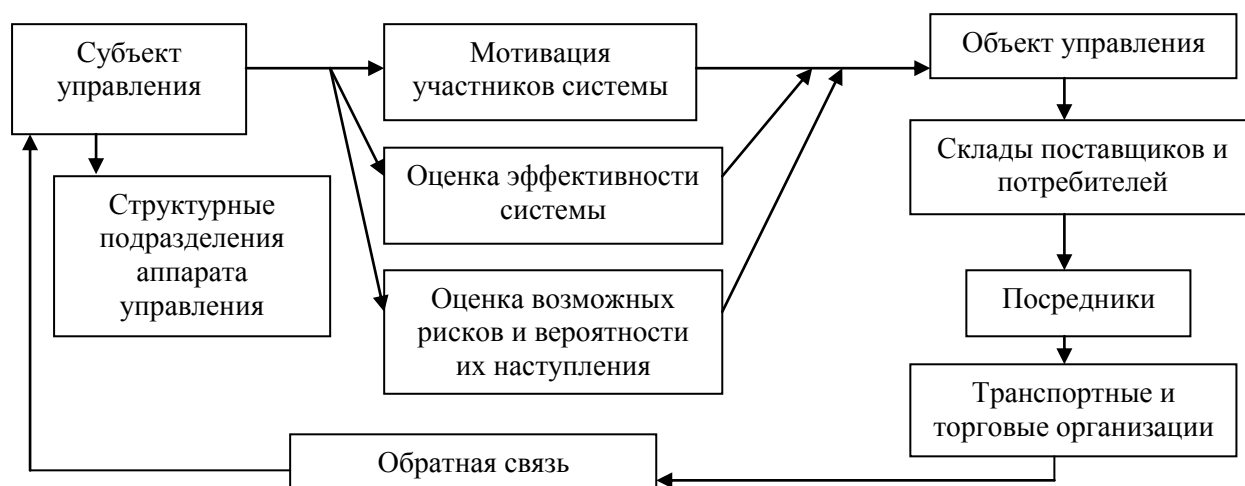 Субъект
управления
Мотивация
участников системы
Объект управления
Структурные
подразделения
аппарата
управления
Оценка эффективности
системы
Оценка возможных
рисков и вероятности
их наступления
Склады поставщиков и
потребителей
Посредники
Транспортные и
торговые организации
Обратная связь